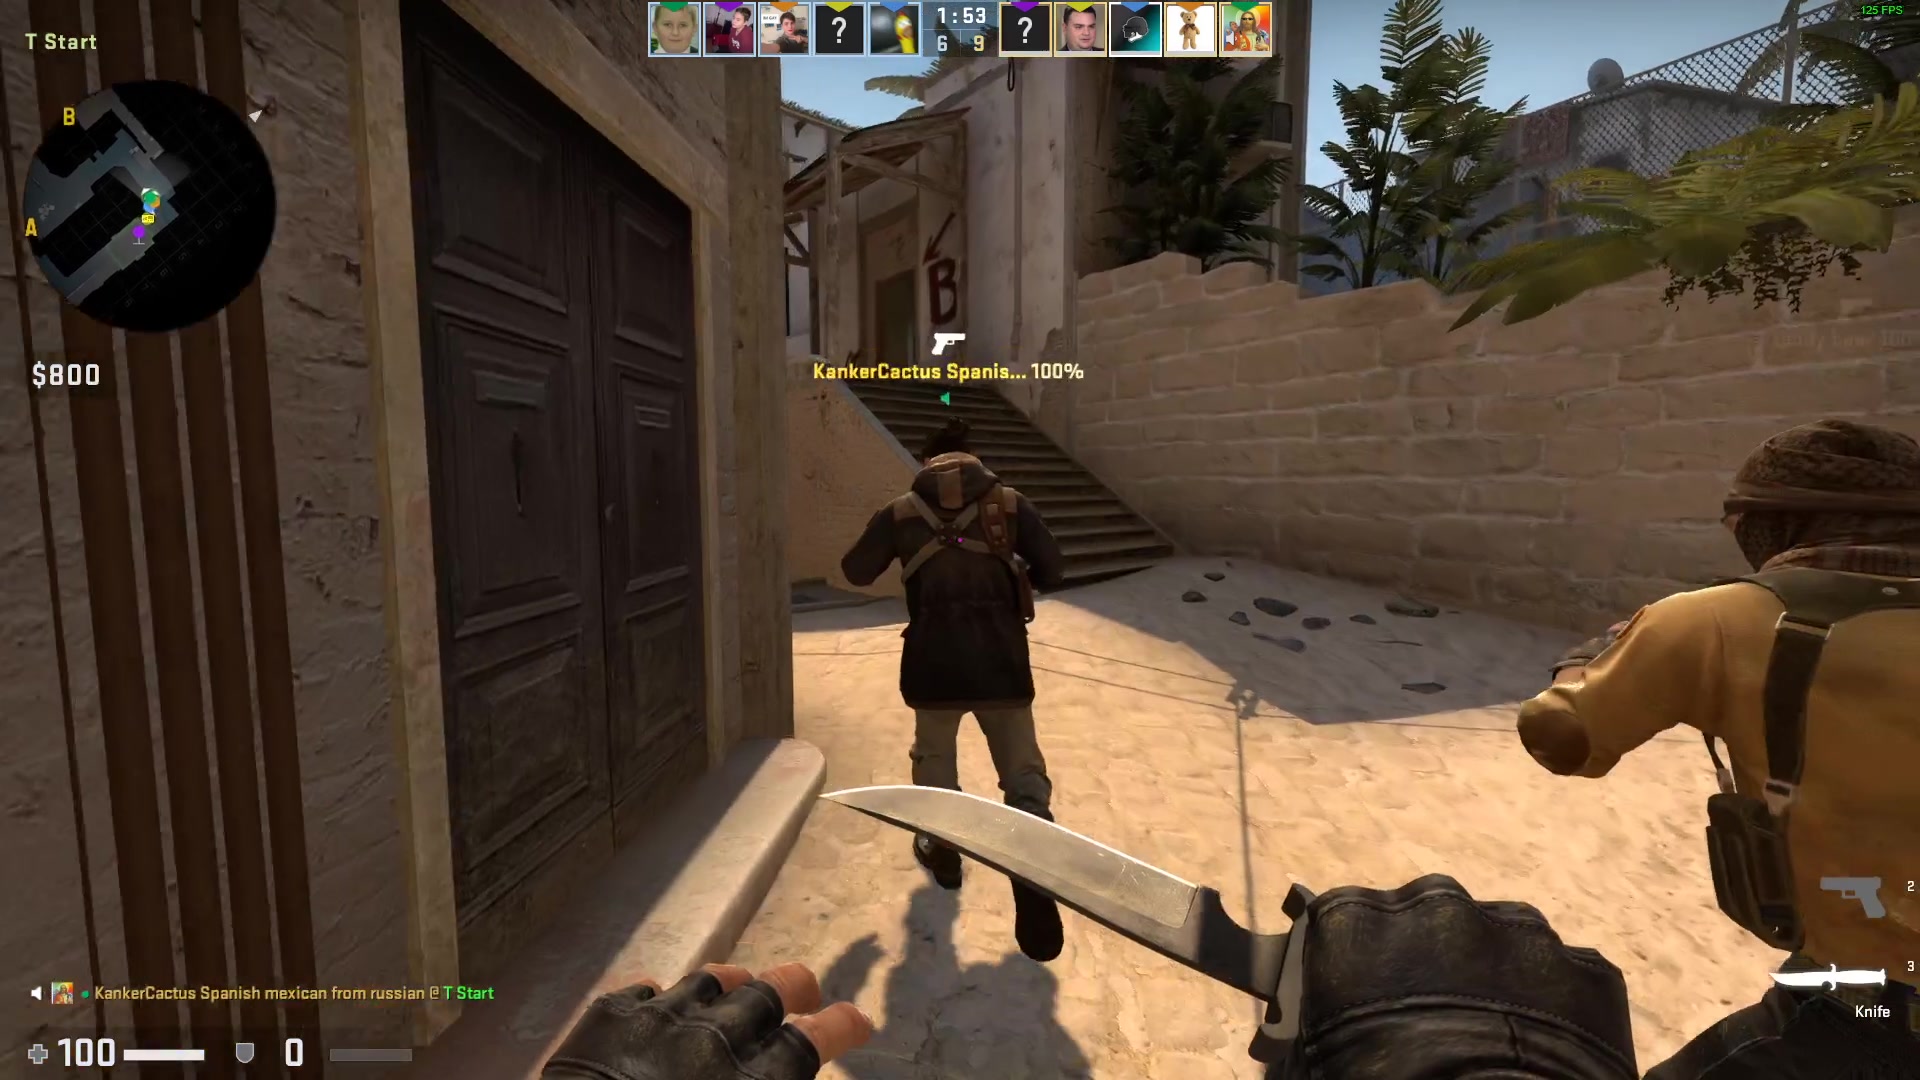 125 FPS
T Start
?
1:53
6 9
?
B
A
B
KankerCactus Spanis... 100%
$800
2
3
Knife
KankerCactus Spanish mexican from russian @ T Start
100
0